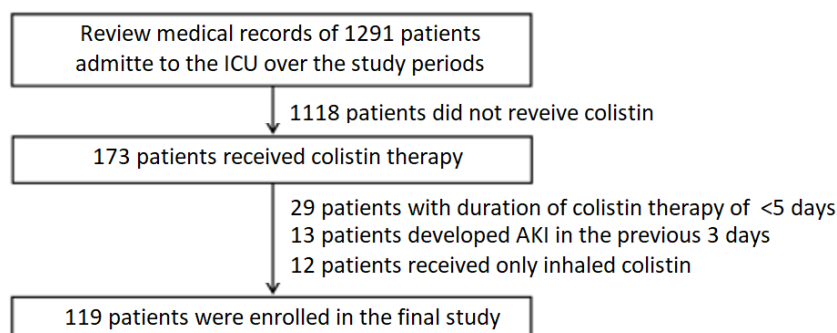 Review medical records of 1291 patients
admitte to the ICU over the study periods
1118 patients did not reveive colistin
173 patients received colistin therapy
29 patients with duration of colistin therapy of <5 days
13 patients developed AKI in the previous 3 days
12 patients received only inhaled colistin
119 patients were enrolled in the final study